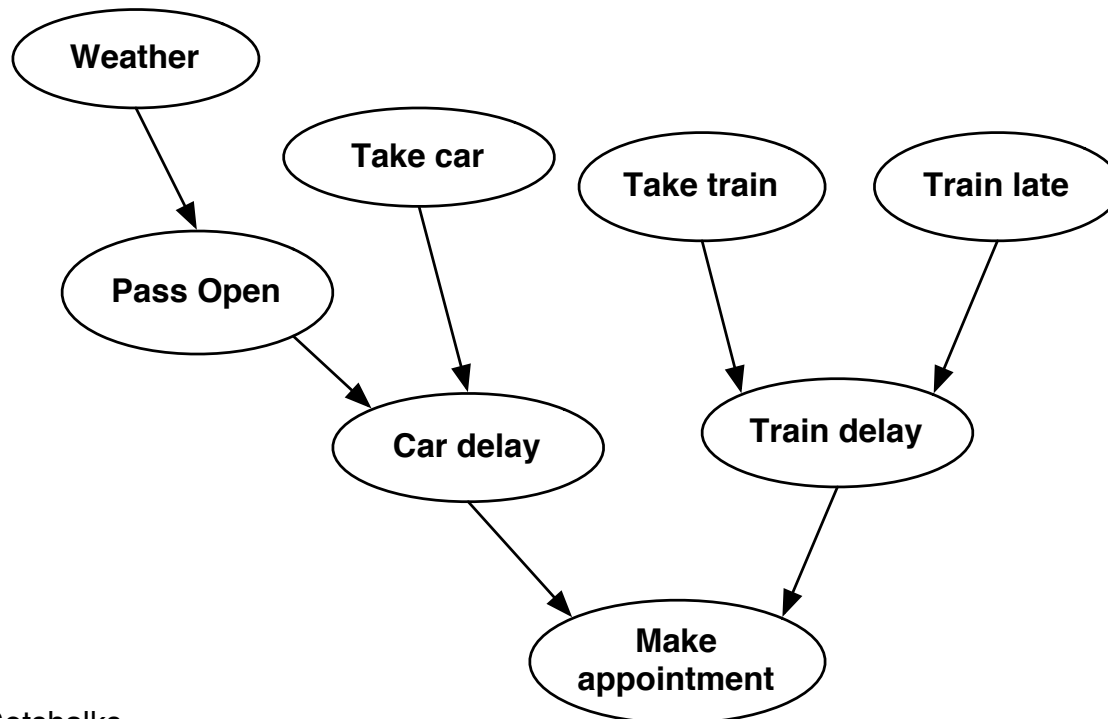 Weather
Take car
Take train
Train late
Pass Open
Car delay
Train delay
Make
appointment